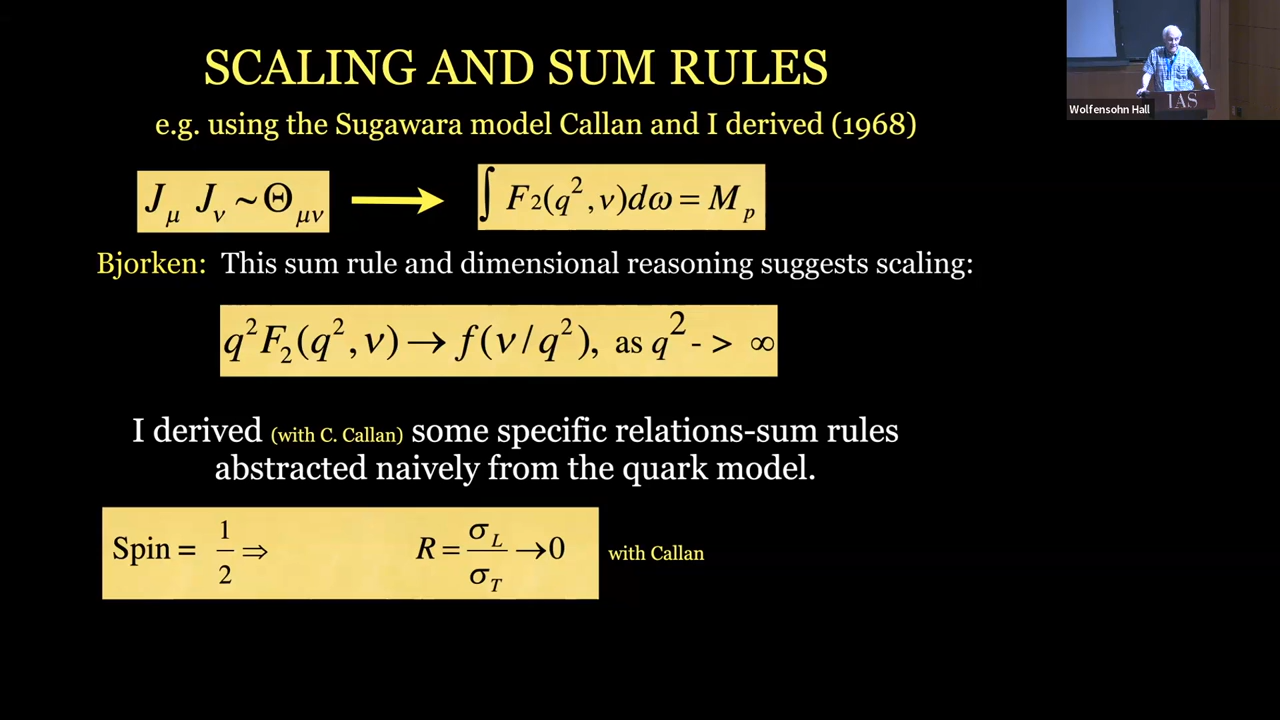 SCALING AND SUM RULES
e.g. using the Sugawara model Callan and I derived (1968)
J_μ J_ν ~ Θ_μν → ∫ F₂(q², ν)dω = M_p
Bjorken: This sum rule and dimensional reasoning suggests scaling:
q²F₂(q², ν) → f(ν/q²), as q² -> ∞
I derived (with C. Callan) some specific relations-sum rules
abstracted naively from the quark model.
Spin = 1/2 ⇒ R = σ_L/σ_T → 0 with Callan
Wolfensohn Hall
IAS